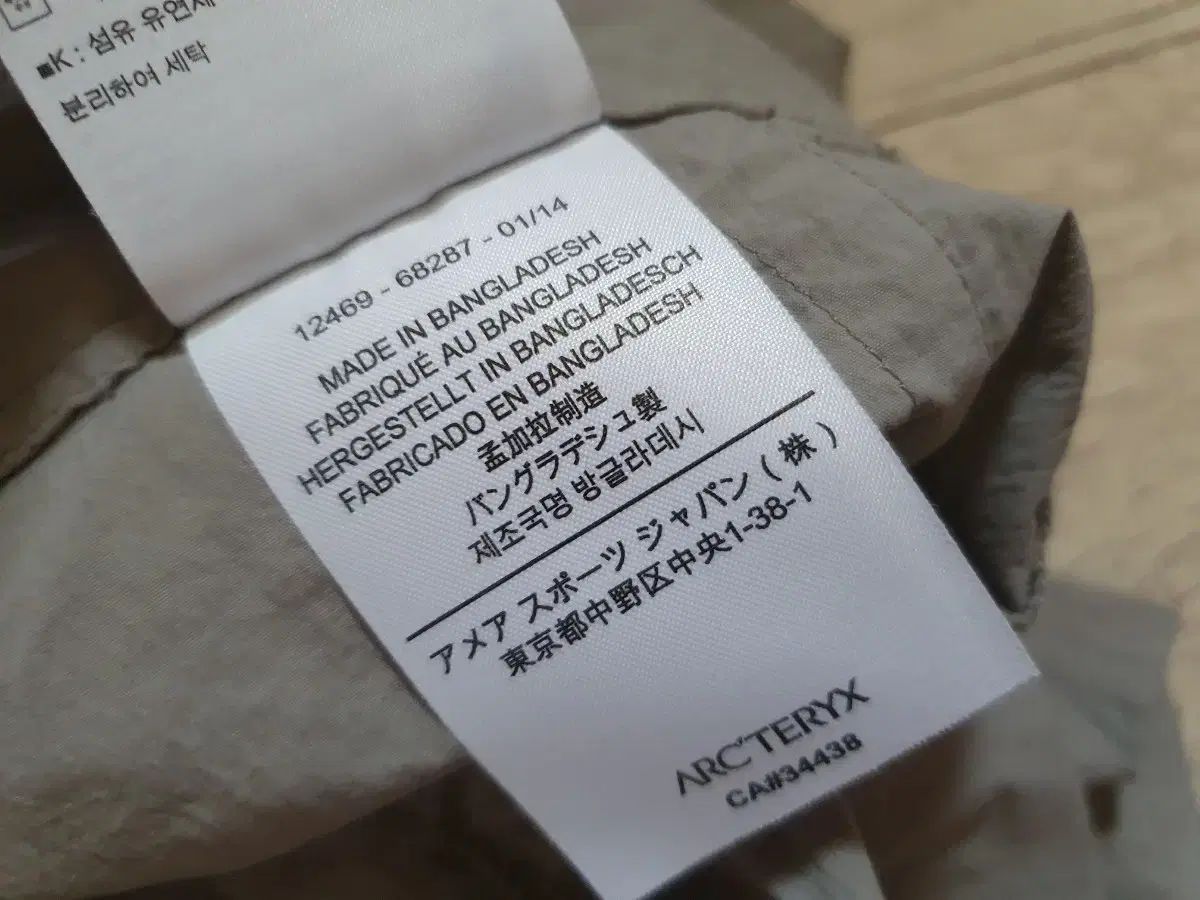 ■K : 섬유 유연제
분리하여 세탁
12469 - 68287 - 01/14
MADE IN BANGLADESH
FABRIQUÉ AU BANGLADESH
HERGESTELLT IN BANGLADESCH
FABRICADO EN BANGLADESH
孟加拉制造
バングラデシュ製
제조국명 방글라데시
アメア スポーツ ジャパン ( 株 )
東京都中野区中央1-38-1
ARC'TERYX
CA#34438